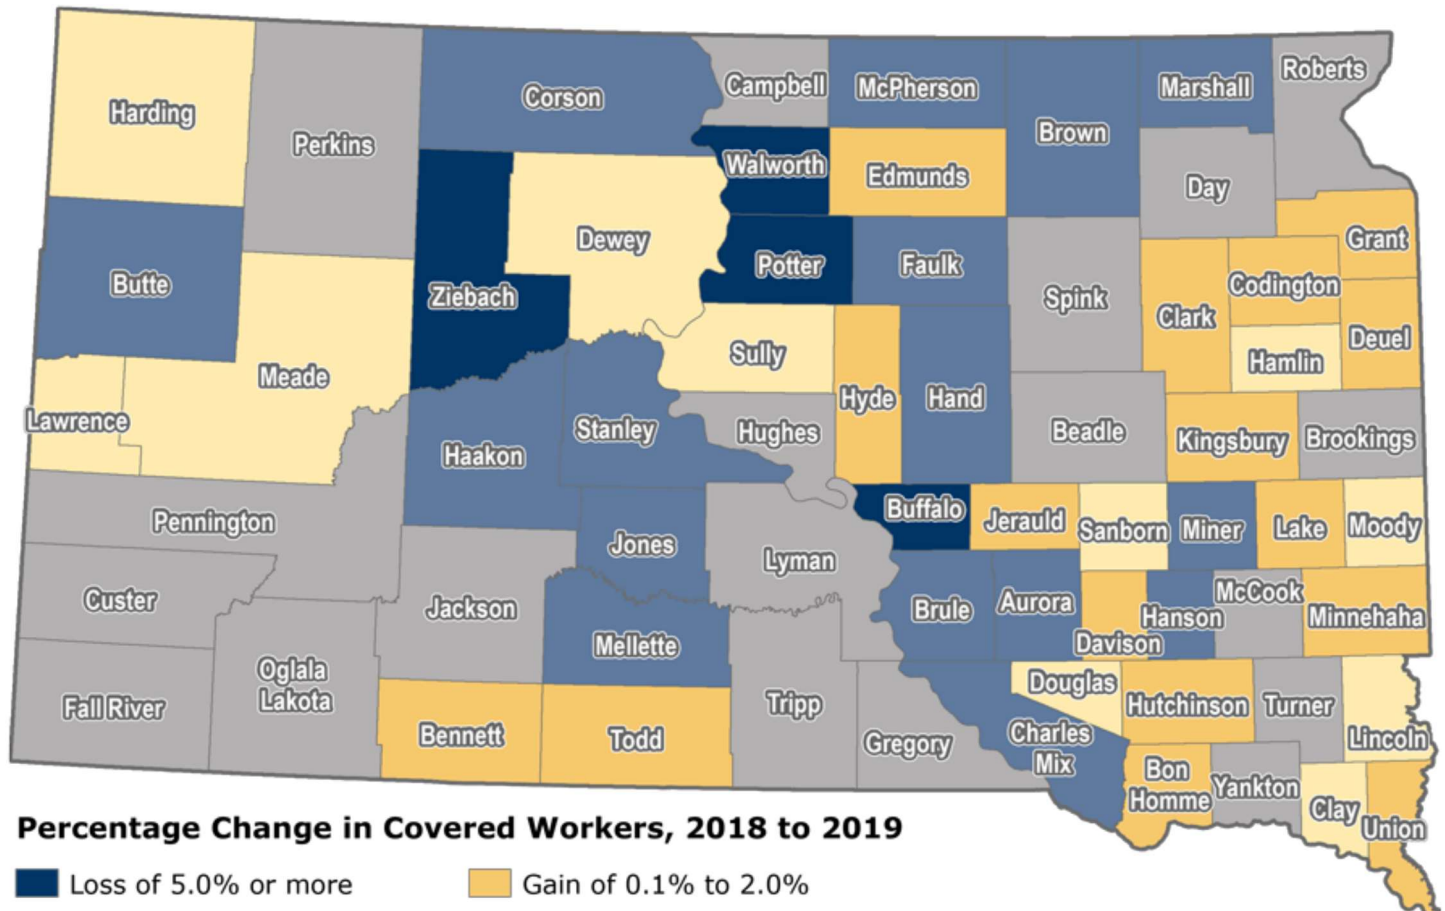 Harding
Perkins
Corson
Campbell
McPherson
Brown
Marshall
Roberts
Walworth
Edmunds
Day
Butte
Ziebach
Dewey
Potter
Faulk
Spink
Clark
Codington
Grant
Deuel
Hamlin
Meade
Lawrence
Sully
Hyde
Hand
Haakon
Stanley
Hughes
Beadle
Kingsbury
Brookings
Pennington
Jones
Lyman
Buffalo
Jerauld
Sanborn
Miner
Lake
Moody
Custer
Jackson
Mellette
Brule
Aurora
Davison
Hanson
McCook
Minnehaha
Fall River
Oglala
Lakota
Bennett
Todd
Tripp
Gregory
Charles
Mix
Douglas
Hutchinson
Turner
Lincoln
Bon
Homme
Yankton
Clay
Union
Percentage Change in Covered Workers, 2018 to 2019
Loss of 5.0% or more
Gain of 0.1% to 2.0%